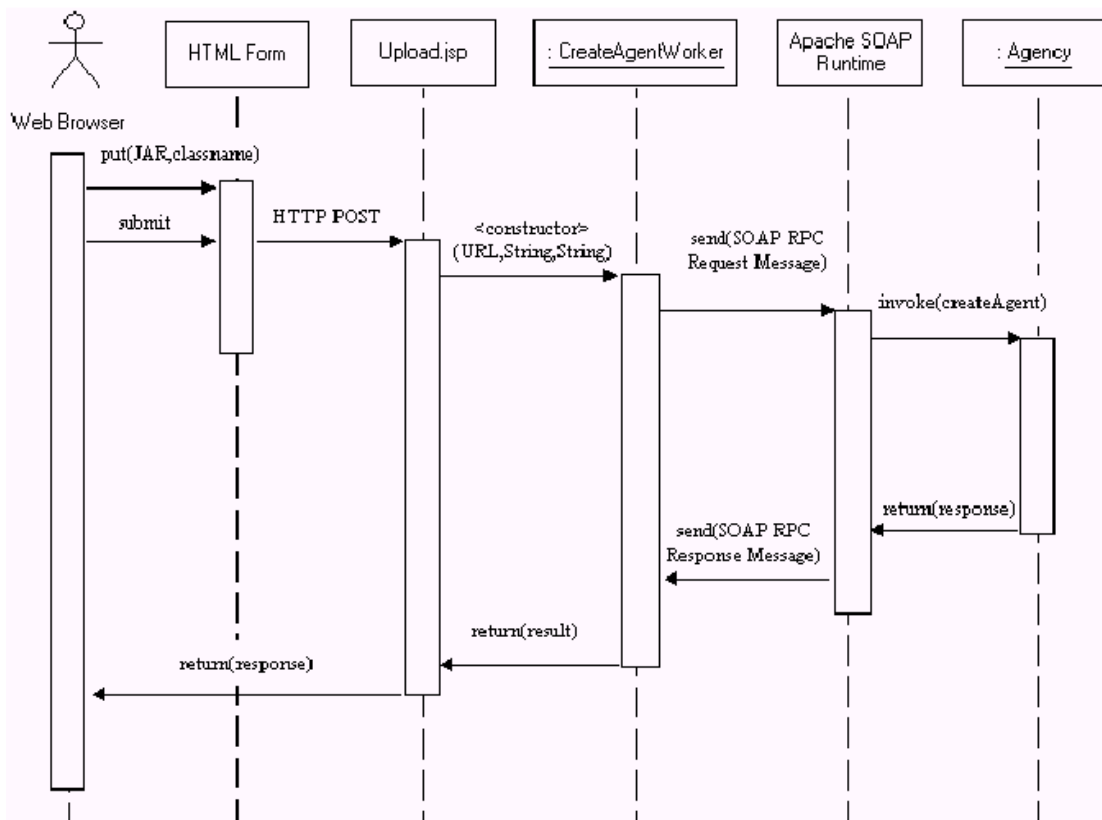 HTML Form
Upload.jsp
: CreateAgentWorker
Apache SOAP
Runtime
: Agency
Web Browser
put(JAR,classname)
submit
HTTP POST
<constructor>
(URL,String,String)
send(SOAP RPC
Request Message)
invoke(createAgent)
return(response)
send(SOAP RPC
Response Message)
return(result)
return(response)